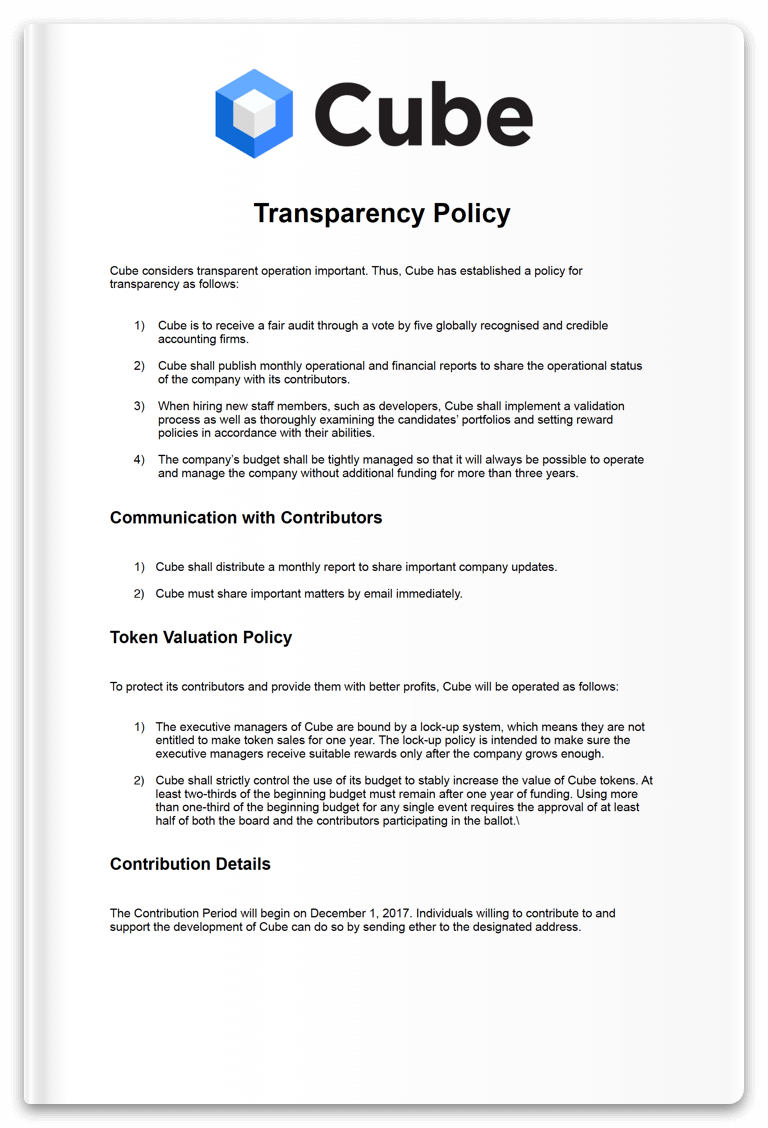 Cube
Transparency Policy
Cube considers transparent operation important. Thus, Cube has established a policy for
transparency as follows:
1) Cube is to receive a fair audit through a vote by five globally recognised and credible
accounting firms.
2) Cube shall publish monthly operational and financial reports to share the operational status
of the company with its contributors.
3) When hiring new staff members, such as developers, Cube shall implement a validation
process as well as thoroughly examining the candidates' portfolios and setting reward
policies in accordance with their abilities.
4) The company's budget shall be tightly managed so that it will always be possible to operate
and manage the company without additional funding for more than three years.
Communication with Contributors
1) Cube shall distribute a monthly report to share important company updates.
2) Cube must share important matters by email immediately.
Token Valuation Policy
To protect its contributors and provide them with better profits, Cube will be operated as follows:
1) The executive managers of Cube are bound by a lock-up system, which means they are not
entitled to make token sales for one year. The lock-up policy is intended to make sure the
executive managers receive suitable rewards only after the company grows enough.
2) Cube shall strictly control the use of its budget to stably increase the value of Cube tokens. At
least two-thirds of the beginning budget must remain after one year of funding. Using more
than one-third of the beginning budget for any single event requires the approval of at least
half of both the board and the contributors participating in the ballot.\
Contribution Details
The Contribution Period will begin on December 1, 2017. Individuals willing to contribute to and
support the development of Cube can do so by sending ether to the designated address.